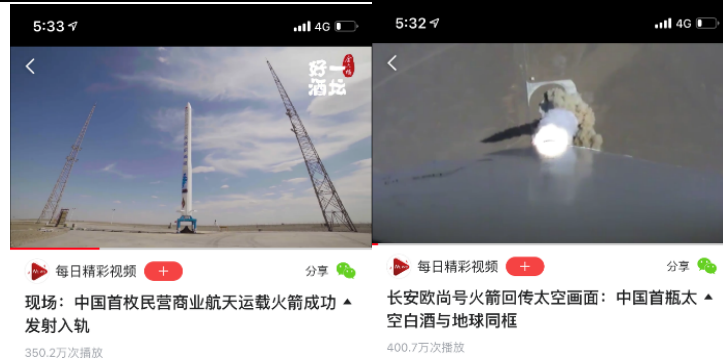 5:33
4G
好一
酒坛
每日精彩视频
+
分享
现场：中国首枚民营商业航天运载火箭成功
发射入轨
350.2万次播放
5:32
4G
每日精彩视频
+
分享
长安欧尚号火箭回传太空画面：中国首瓶太
空白酒与地球同框
400.7万次播放